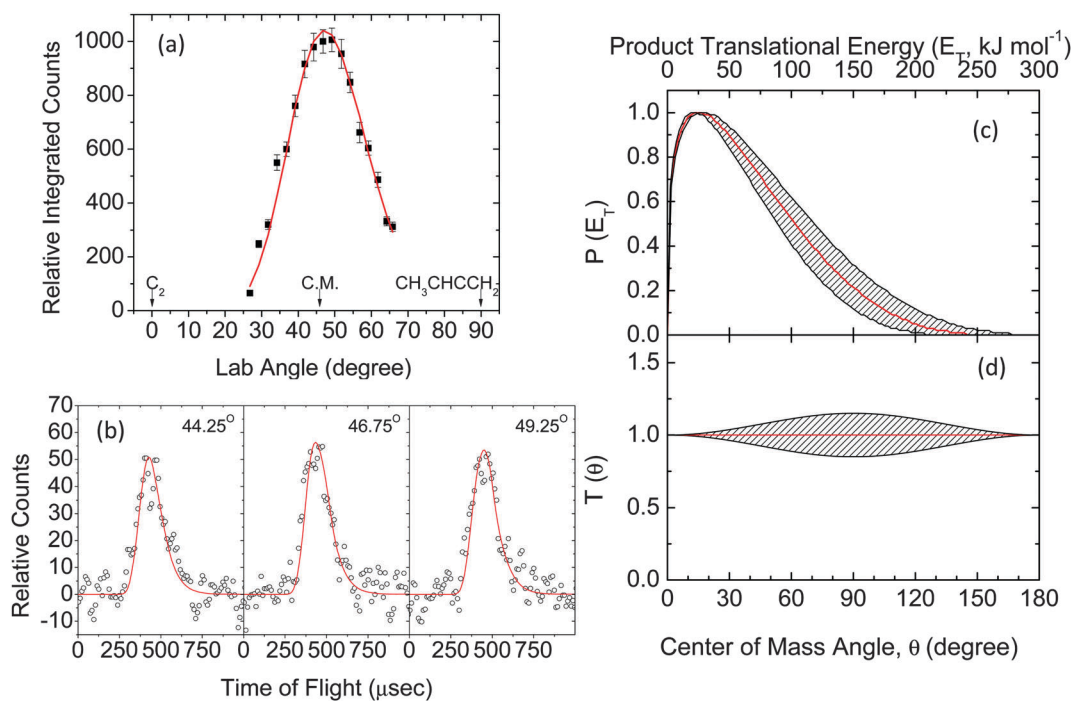 (a)
1000
800
600
400
200
0
Relative Integrated Counts
C₂
C.M.
CH₃CHCCH₂
0 10 20 30 40 50 60 70 80 90
Lab Angle (degree)
(b)
70
60
50
40
30
20
10
0
-10
Relative Counts
44.25⁰
46.75⁰
49.25⁰
0 250 500 750 0 250 500 750 0 250 500 750
Time of Flight (μsec)
Product Translational Energy (E_T, kJ mol⁻¹)
0 50 100 150 200 250 300
(c)
1.0
0.8
0.6
0.4
0.2
0.0
P (E_T)
(d)
1.5
1.0
0.5
0.0
T (θ)
0 30 60 90 120 150 180
Center of Mass Angle, θ (degree)